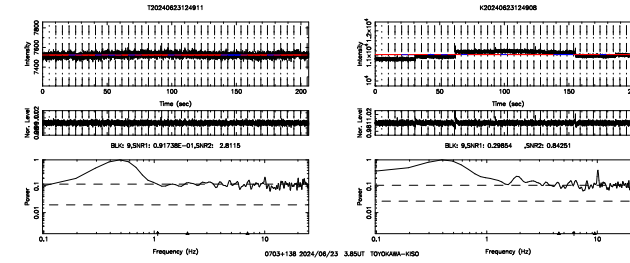 T20240623124911
K20240623124908
Intensity
7400 7600 7800
Intensity
10⁴ 1.1×10⁴ 1.2×10⁴
0 50 100 150 200
0 50 100 150 200
Time (sec)
Time (sec)
Nor. Level
Nor. Level
BLK: 9,SNR1: 0.91738E-01,SNR2: 2.8115
BLK: 9,SNR1: 0.29854 ,SNR2: 0.84251
Power
0.01 0.1 1
Power
0.01 0.1 1
0.1 1 10
0.1 1 10
Frequency (Hz)
Frequency (Hz)
0703+138 2024/06/23 3.85UT TOYOKAWA-KISO